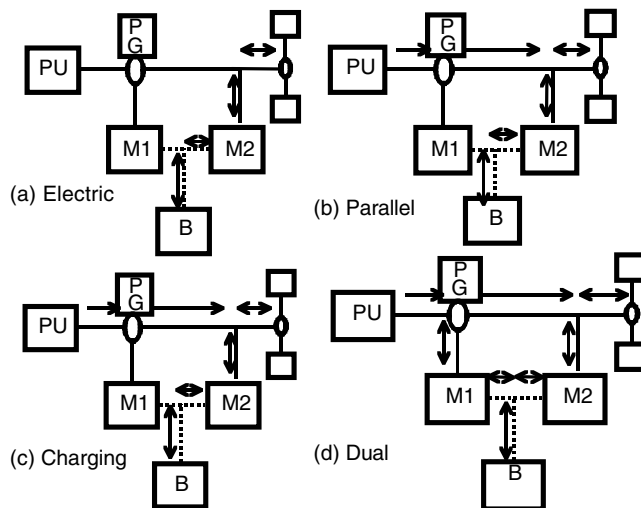 P
G
PU
M1
M2
B
(a) Electric
P
G
PU
M1
M2
B
(b) Parallel
P
G
PU
M1
M2
B
(c) Charging
P
G
PU
M1
M2
B
(d) Dual